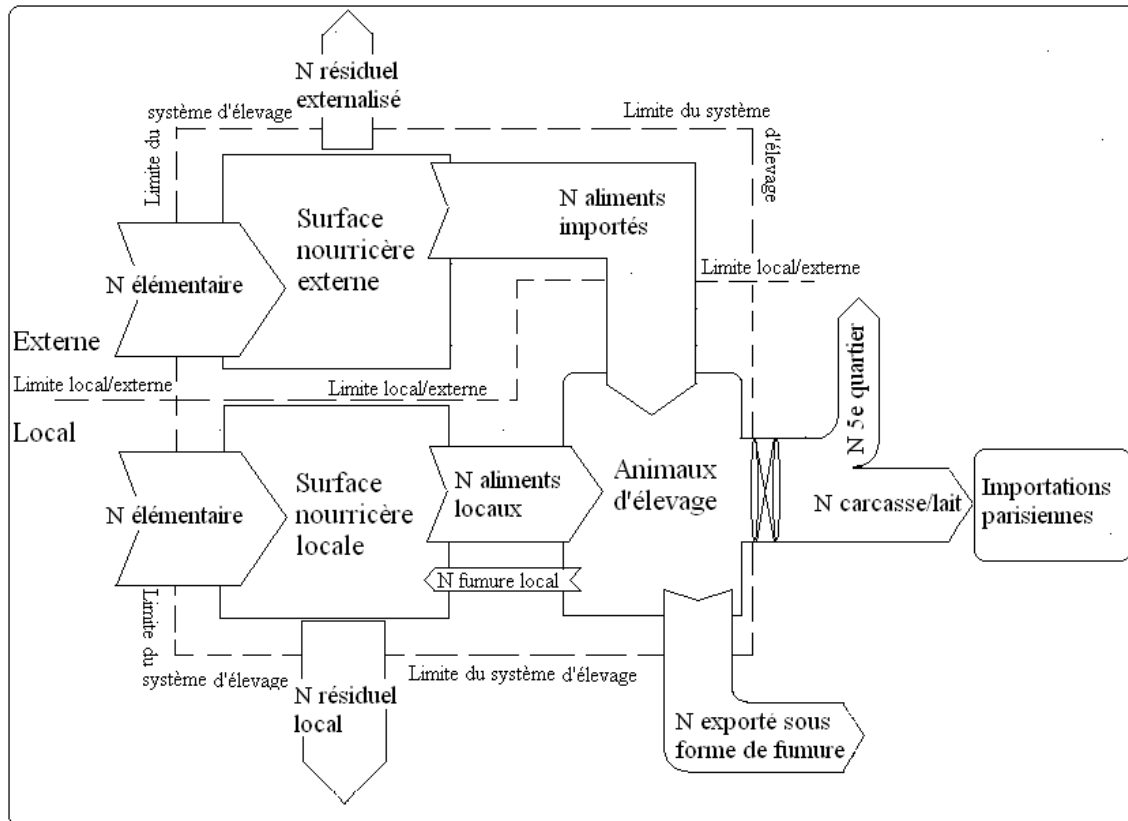 N résiduel
externalisé
système d'élevage
Limite du système
d'élevage
Limite du
N élémentaire
Surface
nourricère
externe
N aliments
importés
Limite local/externe
Externe
Limite local/externe
Limite local/externe
Local
N 5e quartier
N élémentaire
Surface
nourricère
locale
N aliments
locaux
Animaux
d'élevage
N carcasse/lait
Importations
parisiennes
N fumure local
Limite du
système d'élevage
Limite du système d'élevage
N résiduel
local
N exporté sous
forme de fumure